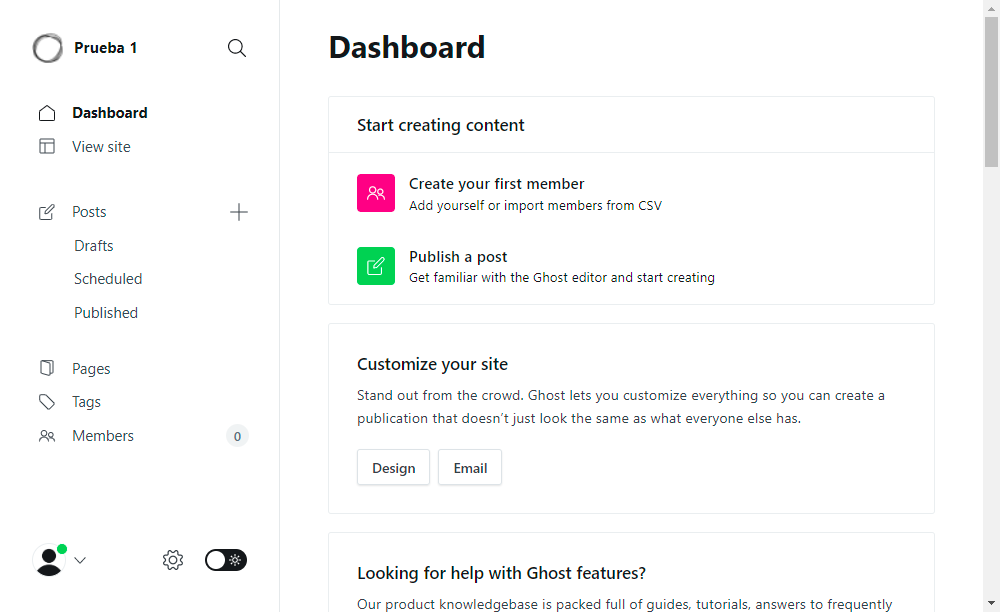 Prueba 1
Dashboard
View site
Posts
Drafts
Scheduled
Published
Pages
Tags
Members
0
Dashboard
Start creating content
Create your first member
Add yourself or import members from CSV
Publish a post
Get familiar with the Ghost editor and start creating
Customize your site
Stand out from the crowd. Ghost lets you customize everything so you can create a
publication that doesn’t just look the same as what everyone else has.
Design
Email
Looking for help with Ghost features?
Our product knowledgebase is packed full of guides, tutorials, answers to frequently